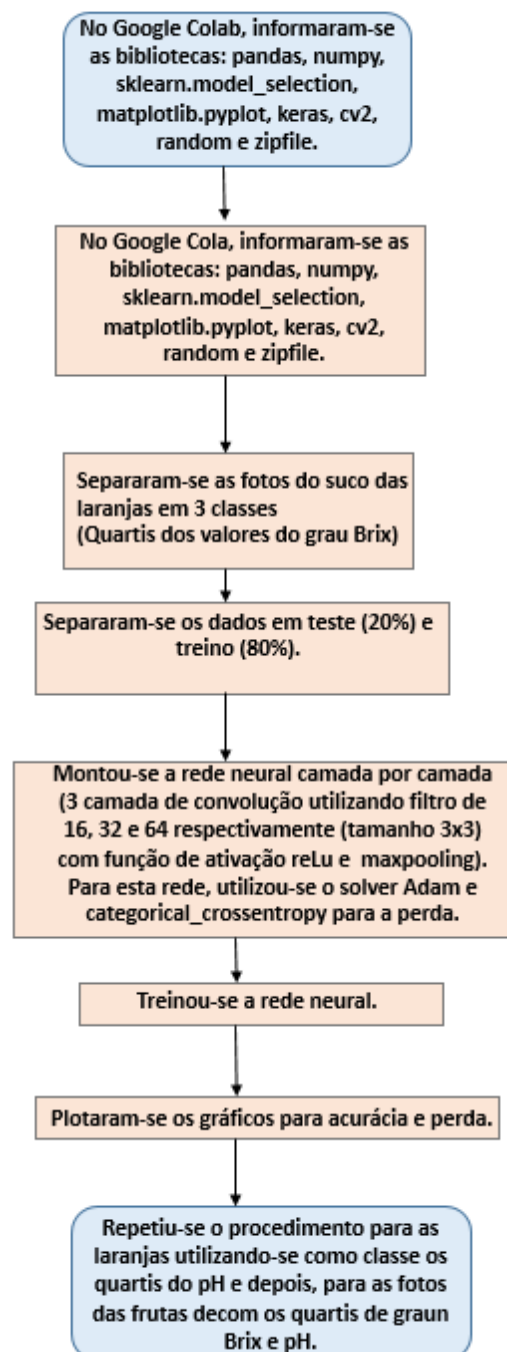 No Google Colab, informaram-se
as bibliotecas: pandas, numpy,
sklearn.model_selection,
matplotlib.pyplot, keras, cv2,
random e zipfile.
No Google Cola, informaram-se as
bibliotecas: pandas, numpy,
sklearn.model_selection,
matplotlib.pyplot, keras, cv2,
random e zipfile.
Separaram-se as fotos do suco das
laranjas em 3 classes
(Quartis dos valores do grau Brix)
Separaram-se os dados em teste (20%) e
treino (80%).
Montou-se a rede neural camada por camada
(3 camada de convolução utilizando filtro de
16, 32 e 64 respectivamente (tamanho 3x3)
com função de ativação reLu e maxpooling).
Para esta rede, utilizou-se o solver Adam e
categorical_crossentropy para a perda.
Treinou-se a rede neural.
Plotaram-se os gráficos para acurácia e perda.
Repetiu-se o procedimento para as
laranjas utilizando-se como classe os
quartis do pH e depois, para as fotos
das frutas decom os quartis de graun
Brix e pH.